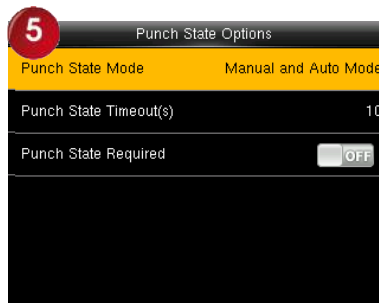 5
Punch State Options
Punch State Mode Manual and Auto Mode
Punch State Timeout(s) 10
Punch State Required OFF